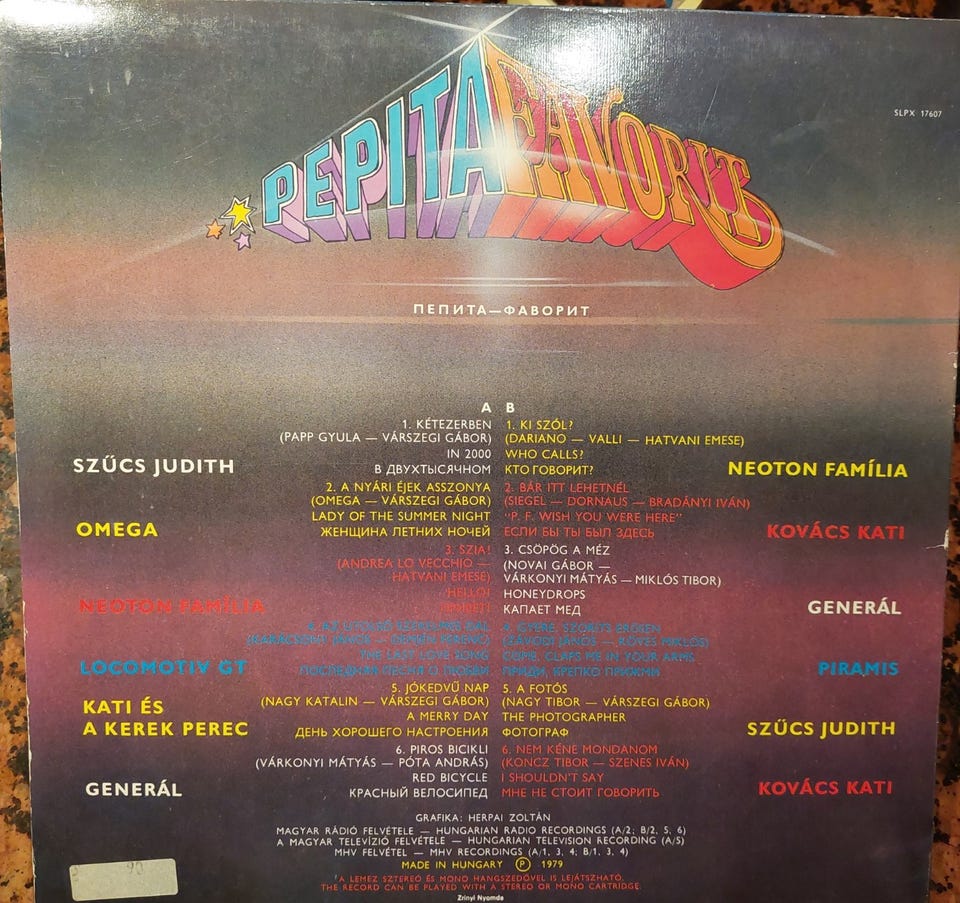 PEPITA FAVORIT
SLPX 17607
ПЕПИТА—ФАВОРИТ
A B
SZŰCS JUDITH
1. KÉTEZERBEN
(PAPP GYULA — VÁRSZEGI GÁBOR)
IN 2000
В ДВУХТЫСЯЧНОМ
OMEGA
2. A NYÁRI ÉJEK ASSZONYA
(OMEGA — VÁRSZEGI GÁBOR)
LADY OF THE SUMMER NIGHT
ЖЕНЩИНА ЛЕТНИХ НОЧЕЙ
NEOTON FAMÍLIA
3. SZIA!
(ANDREA LO VECCHIO —
HATVANI EMESE)
HELLO!
ПРИВЕТ!
LOCOMOTIV GT
(KARÁCSONY JÁNOS — DEMJÉN FERENC)
THE LAST LOVE SONG
ПОСЛЕДНАЯ ПЕСНЯ О ЛЮБВИ
KATI ÉS
A KEREK PEREC
5. JÓKEDVŰ NAP
(NAGY KATALIN — VÁRSZEGI GÁBOR)
A MERRY DAY
ДЕНЬ ХОРОШЕГО НАСТРОЕНИЯ
GENERÁL
6. PIROS BICIKLI
(VÁRKONYI MÁTYÁS — PÓTA ANDRÁS)
RED BICYCLE
КРАСНЫЙ ВЕЛОСИПЕД
1. KI SZÓL?
(DARIANO — VALLI — HATVANI EMESE)
WHO CALLS?
КТО ГОВОРИТ?
NEOTON FAMÍLIA
2. BÁR ITT LEHETNÉL
(SIEGEL — DORNAUS — BRADÁNYI IVÁN)
"P. F. WISH YOU WERE HERE"
ЕСЛИ БЫ ТЫ БЫЛ ЗДЕСЬ
KOVÁCS KATI
3. CSÖPÖG A MÉZ
(NOVAI GÁBOR —
VÁRKONYI MÁTYÁS — MIKLÓS TIBOR)
HONEYDROPS
КАПАЕТ МЕД
GENERÁL
4. GYERE, SZORÍTS ERŐSEN
(ZÁVODI JÁNOS — KÖVES MIKLÓS)
COME, CLAPS ME IN YOUR ARMS
ПРИДИ, КРЕПКО ПРИЖМИ
PIRAMIS
5. A FOTÓS
(NAGY TIBOR — VÁRSZEGI GÁBOR)
THE PHOTOGRAPHER
ФОТОГРАФ
SZŰCS JUDITH
6. NEM KÉNE MONDANOM
(KONCZ TIBOR — SZENES IVÁN)
I SHOULDN'T SAY
МНЕ НЕ СТОИТ ГОВОРИТЬ
KOVÁCS KATI
GRAFIKA: HERPAI ZOLTÁN
MAGYAR RÁDIÓ FELVÉTELE — HUNGARIAN RADIO RECORDINGS (A/2; B/2, 5, 6)
A MAGYAR TELEVÍZIÓ FELVÉTELE — HUNGARIAN TELEVISION RECORDING (A/5)
MHV FELVÉTEL — MHV RECORDINGS (A/1, 3, 4; B/1, 3, 4)
MADE IN HUNGARY Ⓟ 1979
A LEMEZ SZTEREÓ ÉS MONO HANGSZEDŐVEL IS LEJÁTSZHATÓ.
THE RECORD CAN BE PLAYED WITH A STEREO OR MONO CARTRIDGE.
Zrínyi Nyomda